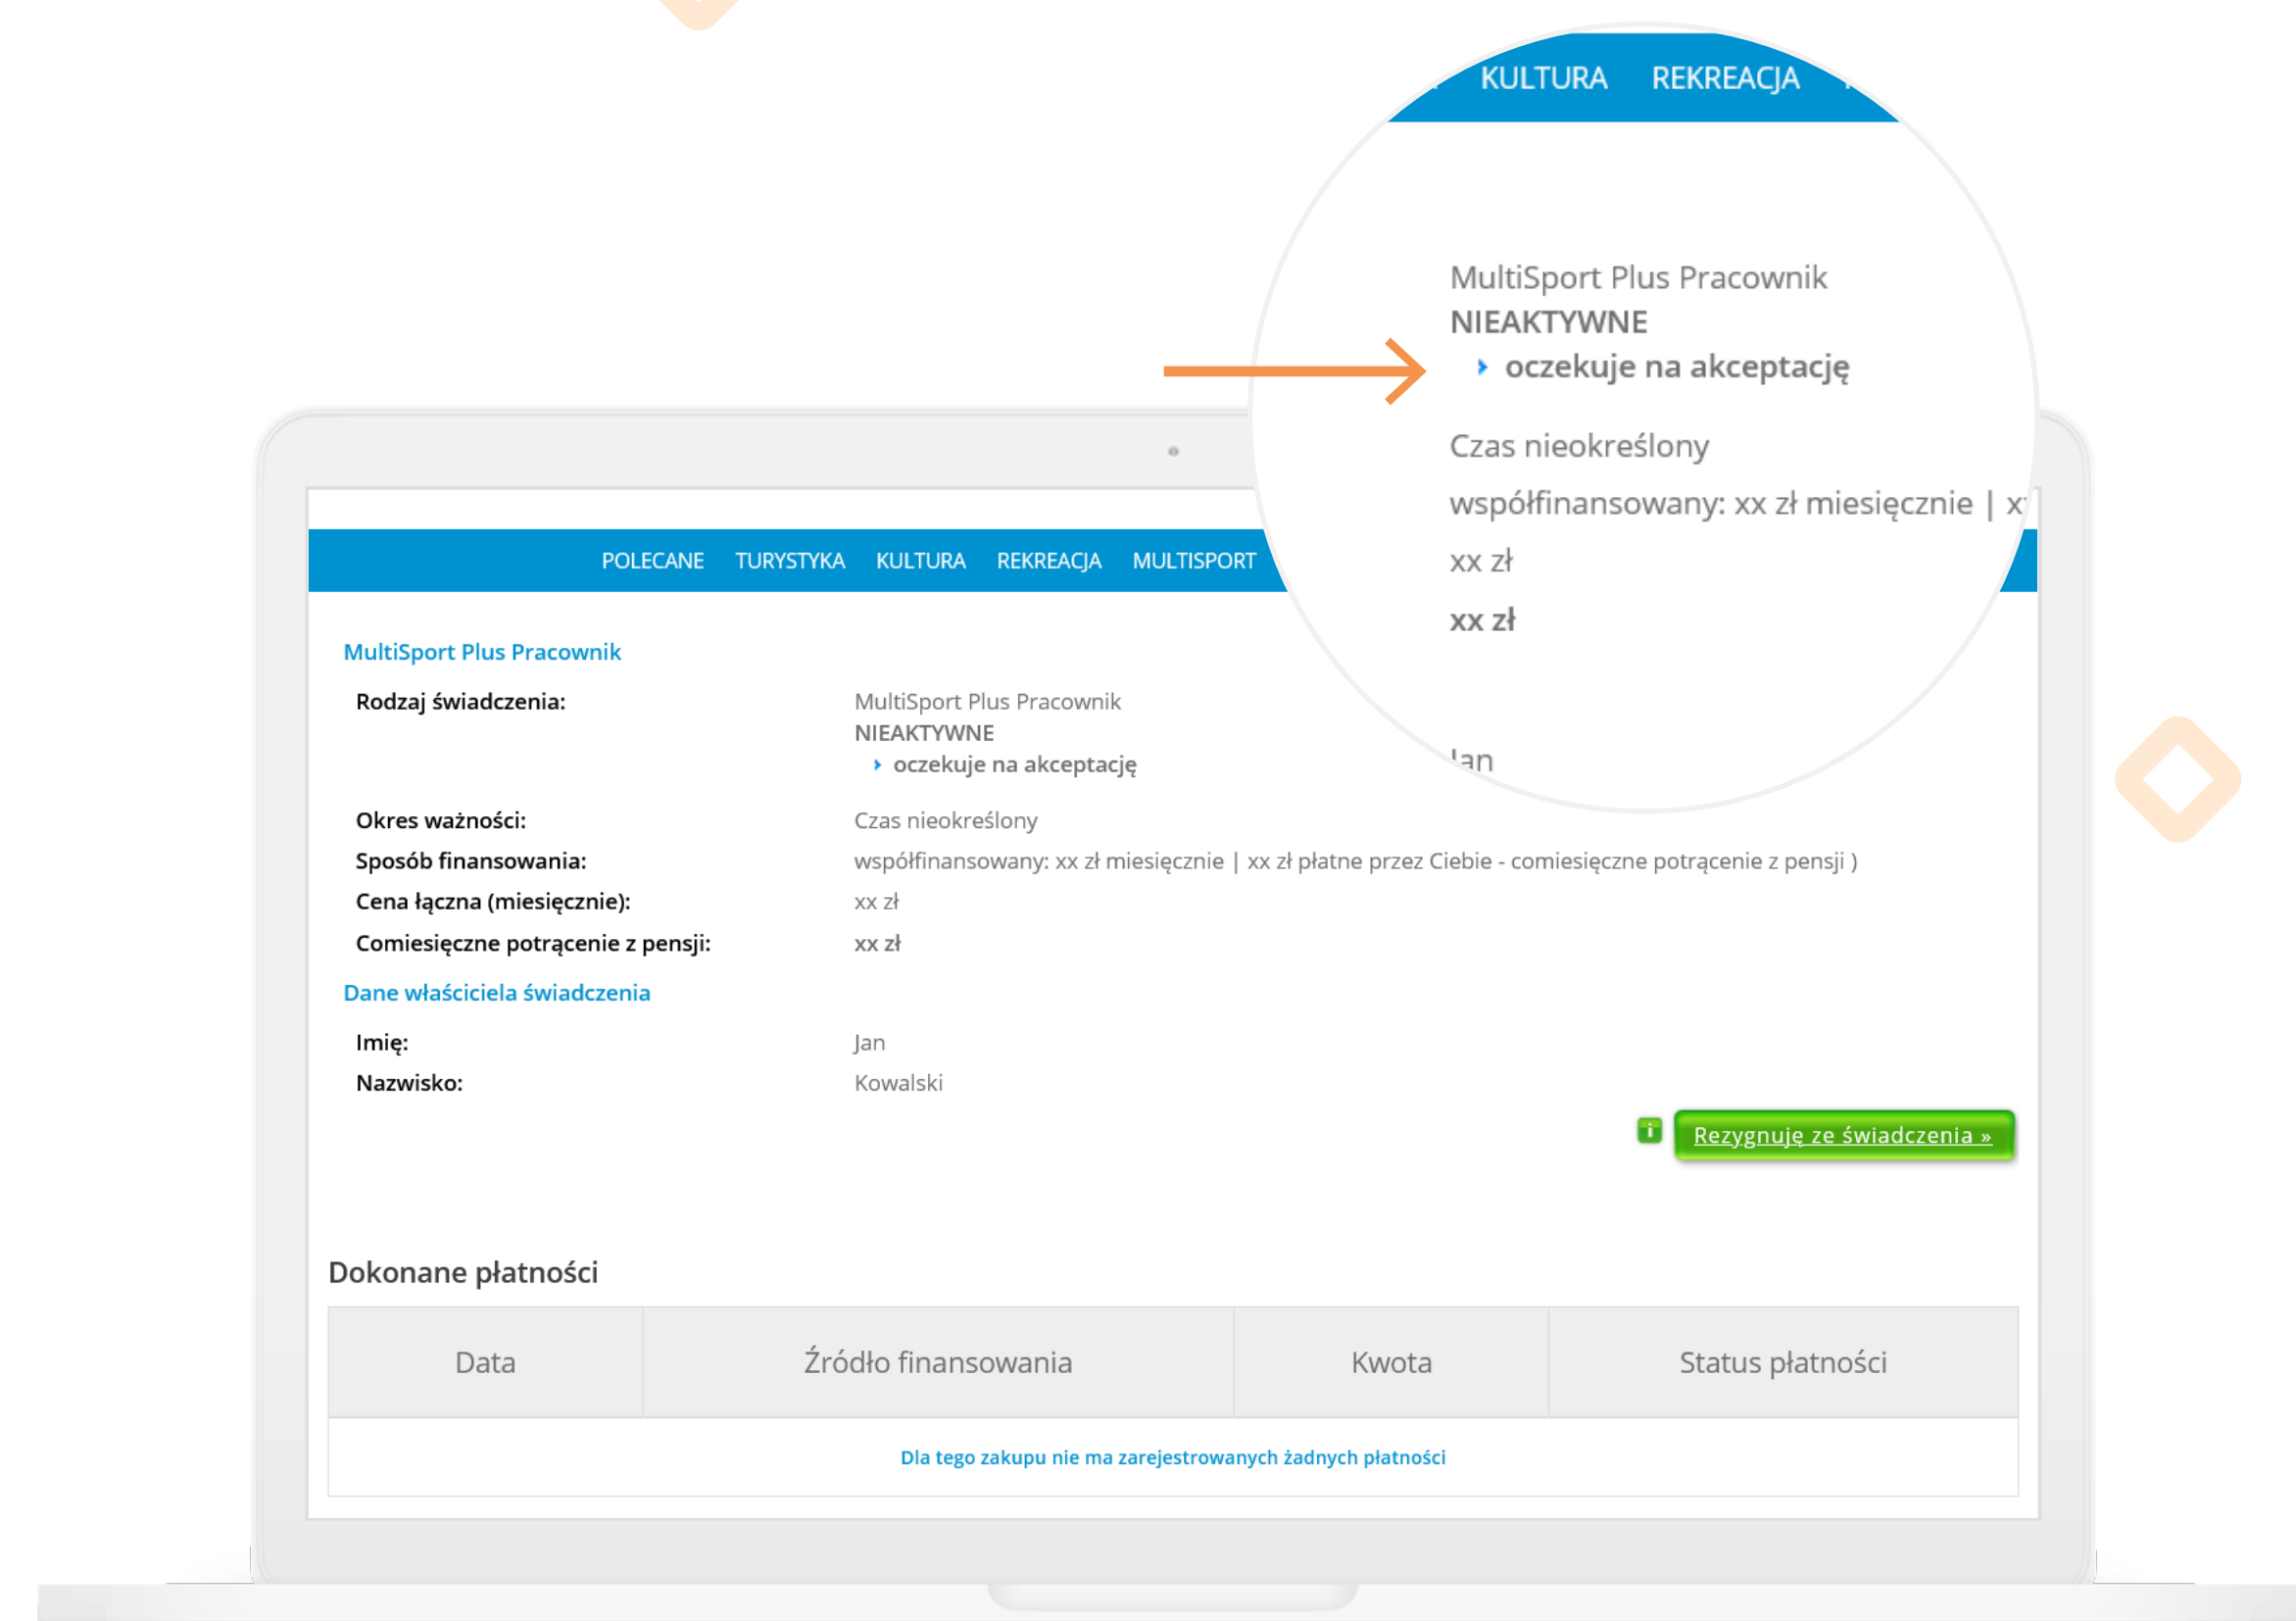 KULTURA REKREACJA
MultiSport Plus Pracownik
NIEAKTYWNE
oczekuje na akceptację
Czas nieokreślony
współfinansowany: xx zł miesięcznie |
xx zł
xx zł
Jan
POLECANE TURYSTYKA KULTURA REKREACJA MULTISPORT
MultiSport Plus Pracownik
Rodzaj świadczenia: MultiSport Plus Pracownik
NIEAKTYWNE
oczekuje na akceptację
Okres ważności: Czas nieokreślony
Sposób finansowania: współfinansowany: xx zł miesięcznie | xx zł płatne przez Ciebie - comiesięczne potrącenie z pensji )
Cena łączna (miesięcznie): xx zł
Comiesięczne potrącenie z pensji: xx zł
Dane właściciela świadczenia
Imię: Jan
Nazwisko: Kowalski
i Rezygnuję ze świadczenia »
Dokonane płatności
Data Źródło finansowania Kwota Status płatności
Dla tego zakupu nie ma zarejestrowanych żadnych płatności